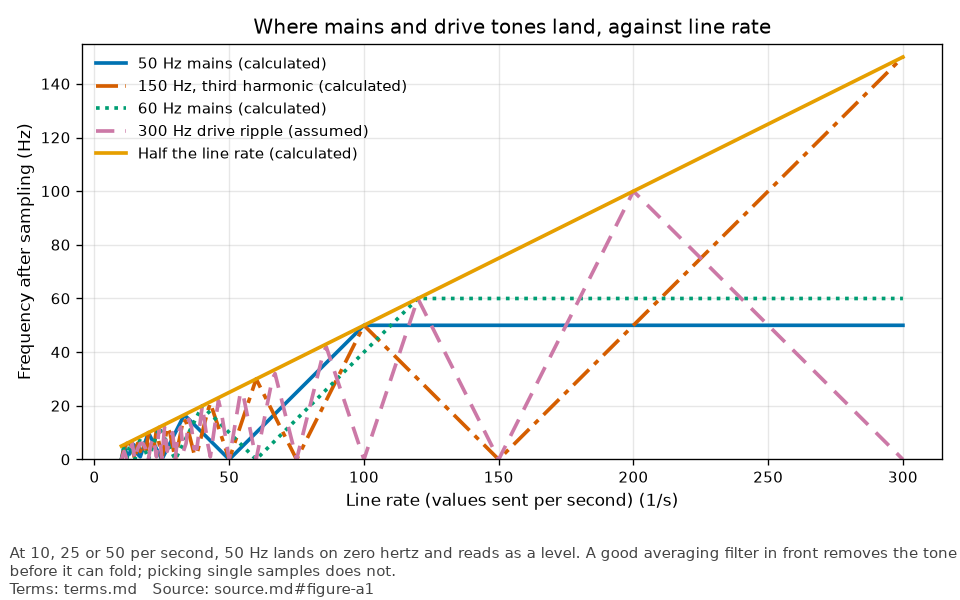 Where mains and drive tones land, against line rate
50 Hz mains (calculated)
150 Hz, third harmonic (calculated)
60 Hz mains (calculated)
300 Hz drive ripple (assumed)
Half the line rate (calculated)
Frequency after sampling (Hz)
140
120
100
80
60
40
20
0
0 50 100 150 200 250 300
Line rate (values sent per second) (1/s)
At 10, 25 or 50 per second, 50 Hz lands on zero hertz and reads as a level. A good averaging filter in front removes the tone
before it can fold; picking single samples does not.
Terms: terms.md Source: source.md#figure-a1